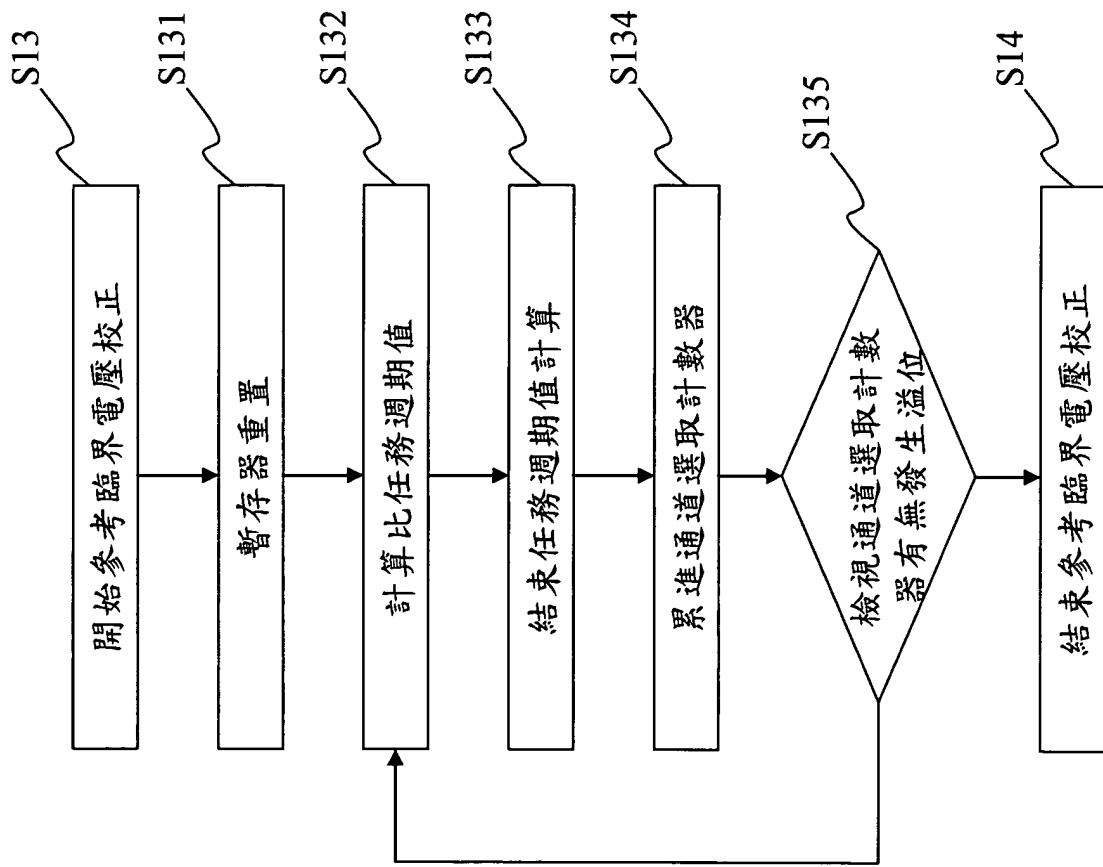 開始參考臨界電壓校正
S13
暫存器重置
S131
計算比任務週期值
S132
結束任務週期值計算
S133
累進通道選取計數器
S134
檢視通道選取計數
器有無發生溢位
S135
結束參考臨界電壓校正
S14